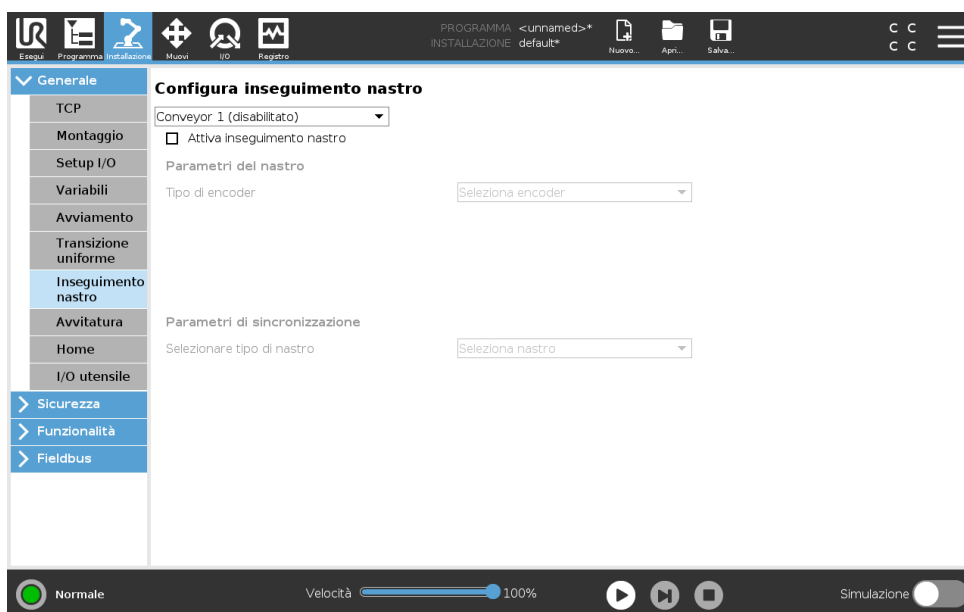 UR
PROGRAMMA <unnamed>*
INSTALLAZIONE default*
C C
C C
Esegui Programma Installazione Muovi I/O Registro Nuovo... Apri... Salva...
Generale
TCP
Montaggio
Setup I/O
Variabili
Avviamento
Transizione
uniforme
Inseguimento
nastro
Avvitatura
Home
I/O utensile
Sicurezza
Funzionalità
Fieldbus
Configura inseguimento nastro
Conveyor 1 (disabilitato)
Attiva inseguimento nastro
Parametri del nastro
Tipo di encoder Seleziona encoder
Parametri di sincronizzazione
Selezionare tipo di nastro Seleziona nastro
Normale Velocità 100% Simulazione